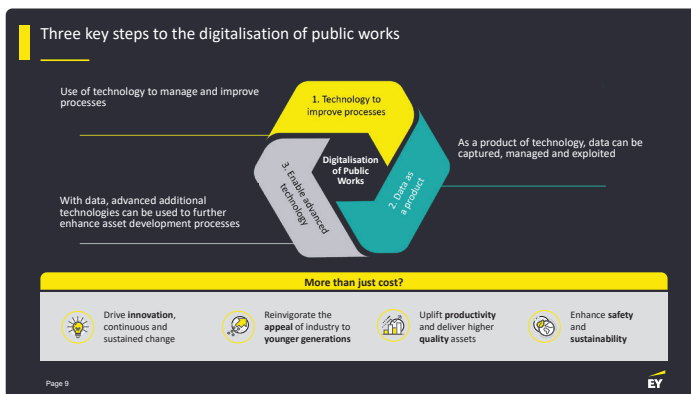 Three key steps to the digitalisation of public works
Use of technology to manage and improve
processes
1. Technology to
improve processes
Digitalisation
of Public
Works
As a product of technology, data can be
captured, managed and exploited
2. Data as
a product
3. Enable advanced
technology
With data, advanced additional
technologies can be used to further
enhance asset development processes
More than just cost?
Drive innovation,
continuous and
sustained change
Reinvigorate the
appeal of industry to
younger generations
Uplift productivity
and deliver higher
quality assets
Enhance safety
and
sustainability
Page 9
EY